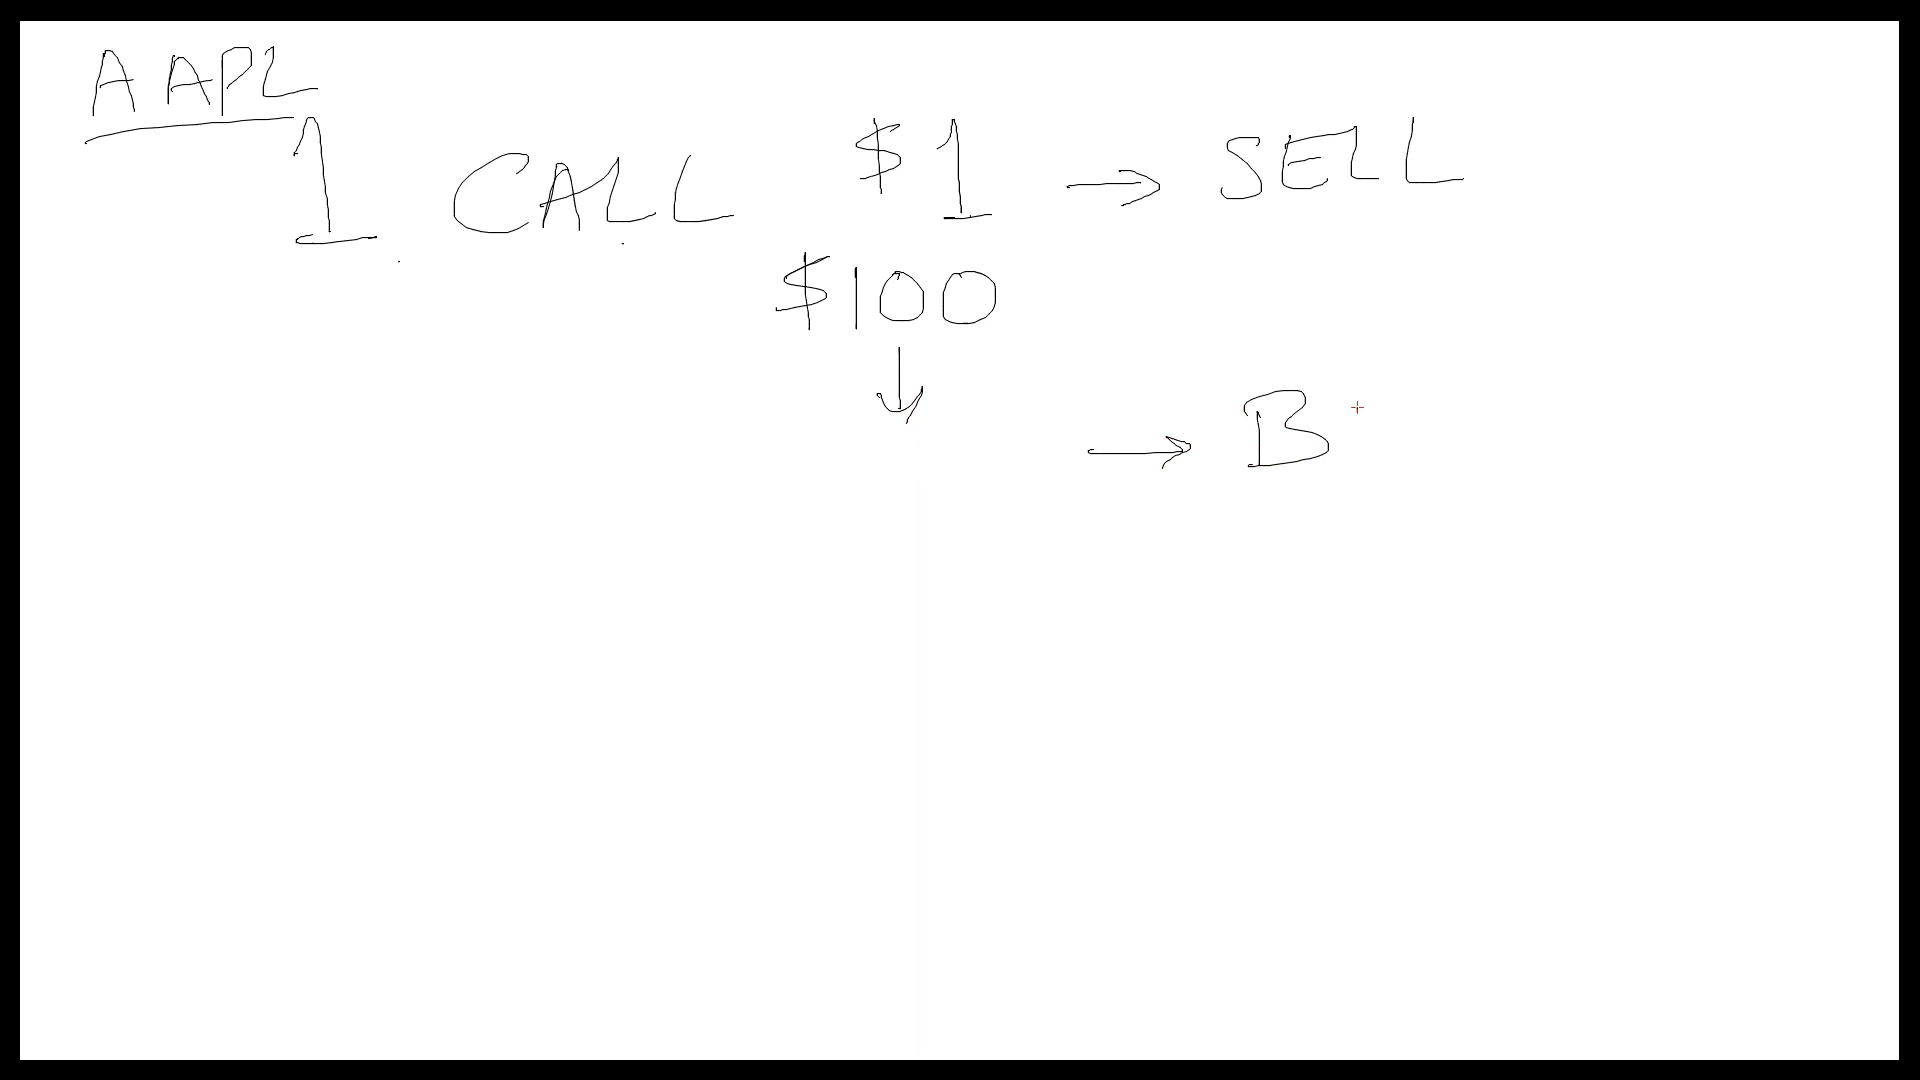 AAPL
1 CALL $1 → SELL
$100
↓
→ B